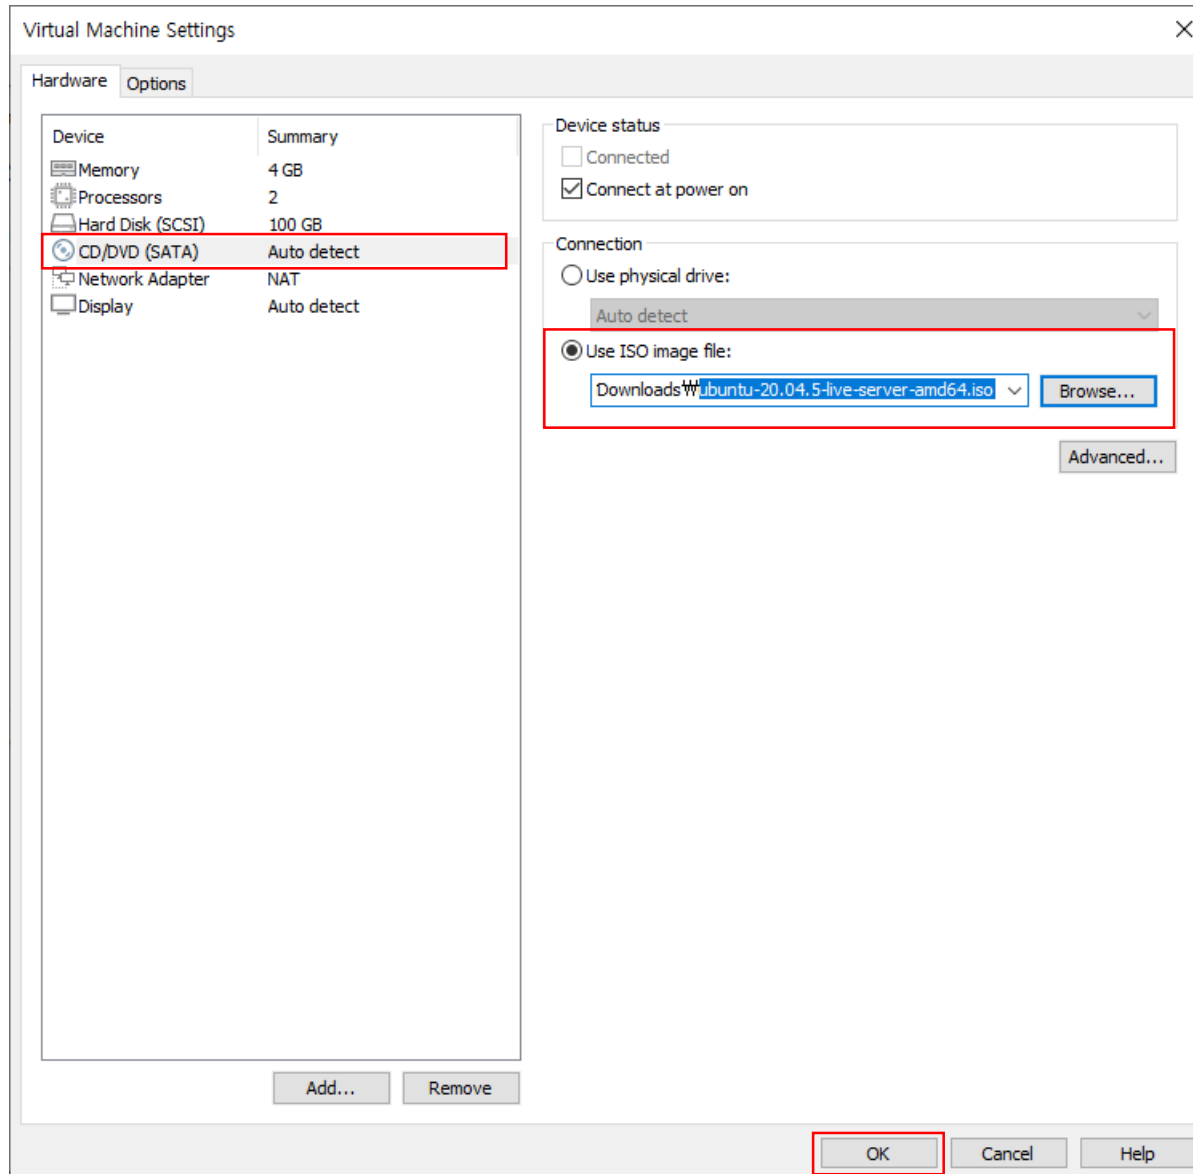 Virtual Machine Settings
Hardware Options
Device Summary
Memory 4 GB
Processors 2
Hard Disk (SCSI) 100 GB
CD/DVD (SATA) Auto detect
Network Adapter NAT
Display Auto detect
Add... Remove
Device status
Connected
Connect at power on
Connection
Use physical drive:
Auto detect
Use ISO image file:
Downloads₩ubuntu-20.04.5-live-server-amd64.iso Browse...
Advanced...
OK Cancel Help